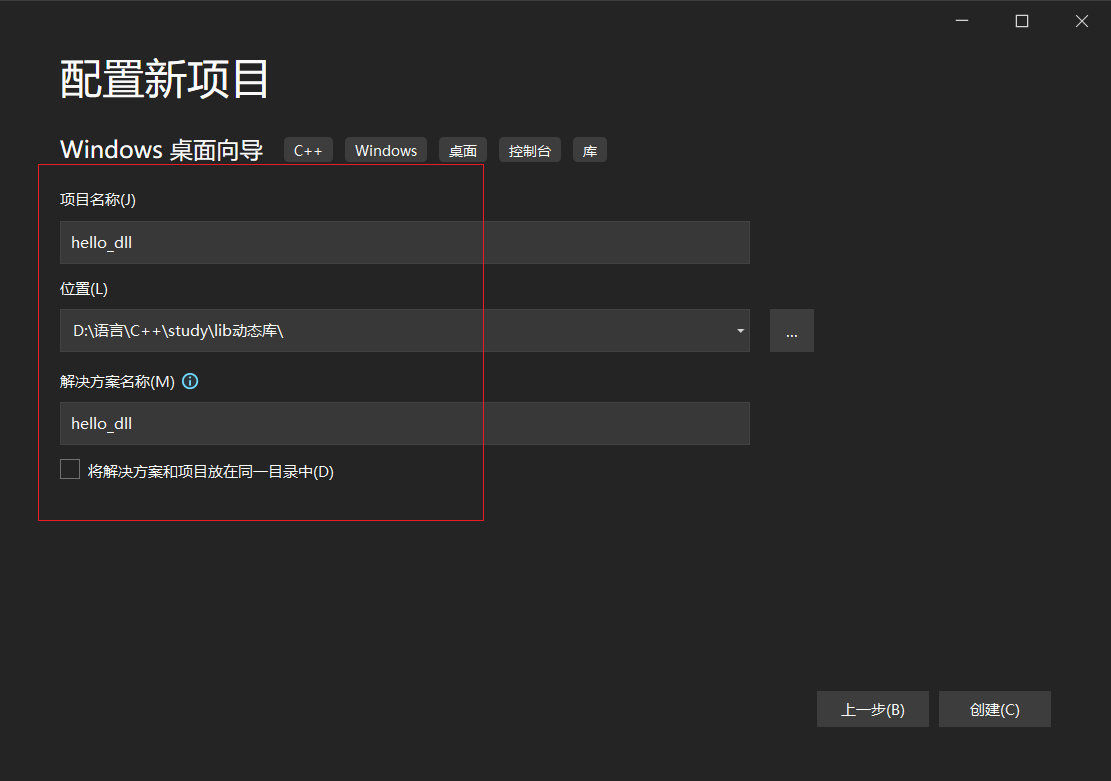 配置新项目
Windows 桌面向导 C++ Windows 桌面 控制台 库
项目名称(J)
hello_dll
位置(L)
D:\语言\C++\study\lib动态库\
...
解决方案名称(M)
hello_dll
将解决方案和项目放在同一目录中(D)
上一步(B) 创建(C)